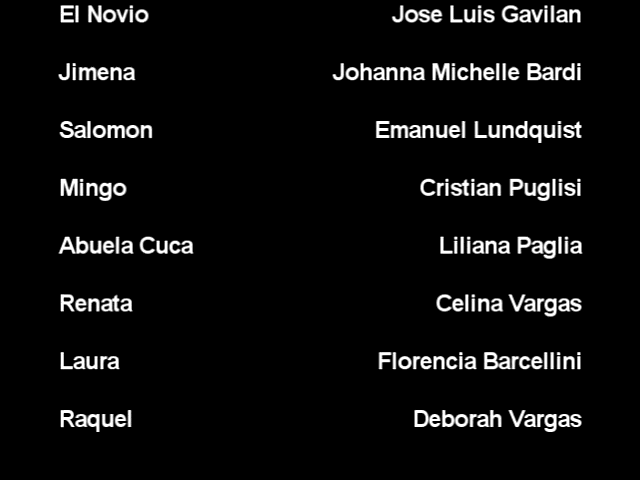 El Novio Jose Luis Gavilan
Jimena Johanna Michelle Bardi
Salomon Emanuel Lundquist
Mingo Cristian Puglisi
Abuela Cuca Liliana Paglia
Renata Celina Vargas
Laura Florencia Barcellini
Raquel Deborah Vargas